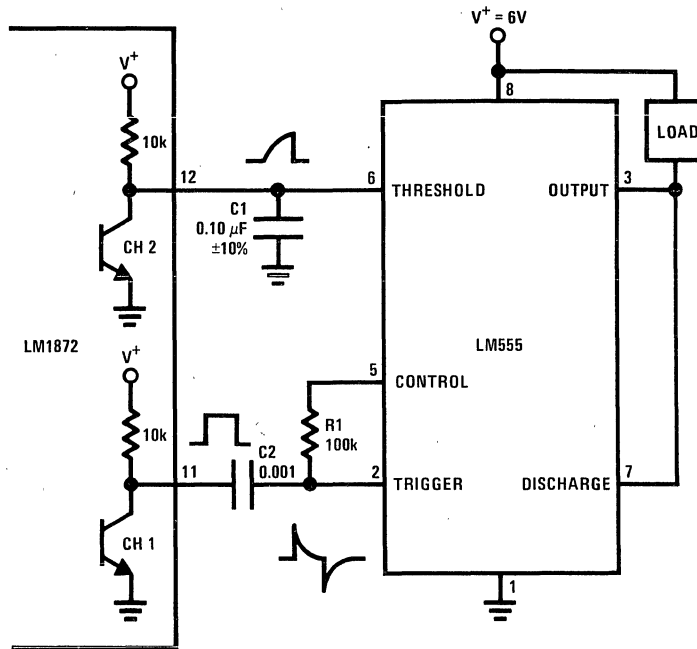 V+ = 6V
8
V+
10k
LOAD
12
6
THRESHOLD
OUTPUT
3
C1
0.10 μF
±10%
CH 2
LM1872
LM555
V+
5
CONTROL
10k
R1
100k
C2
0.001
11
2
TRIGGER
DISCHARGE
7
CH 1
1